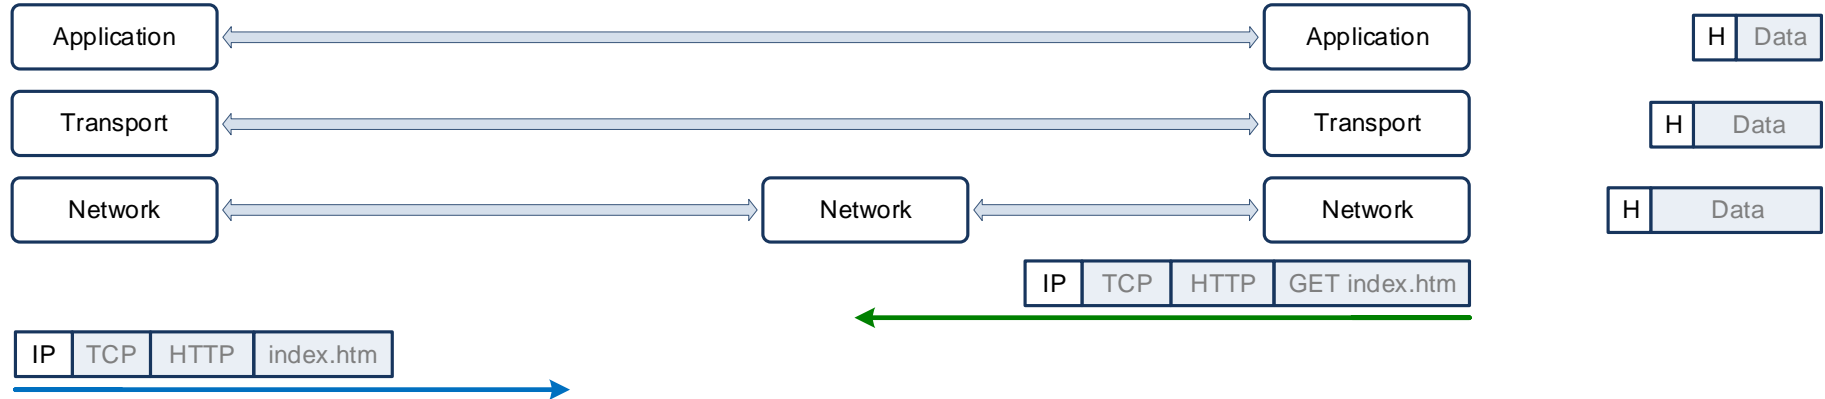 Application
Application
H Data
Transport
Transport
H Data
Network
Network
Network
H Data
IP TCP HTTP GET index.htm
IP TCP HTTP index.htm